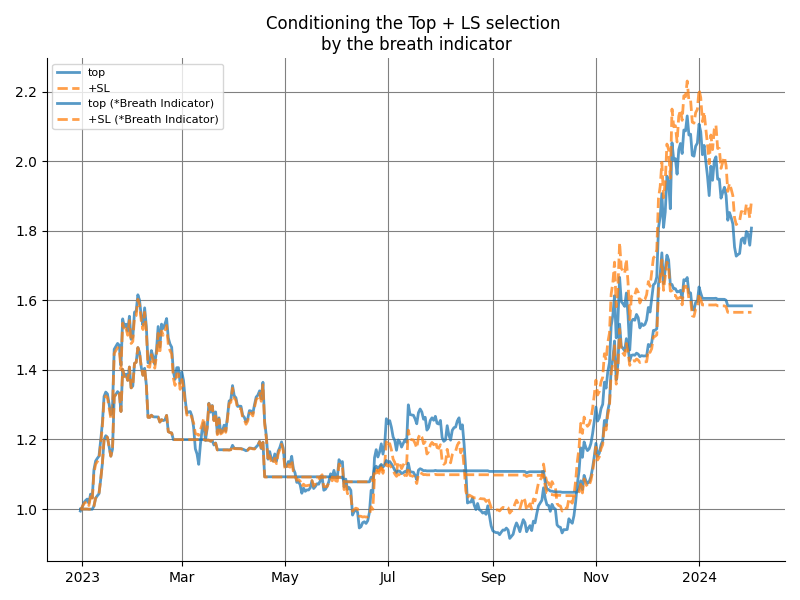 Conditioning the Top + LS selection
by the breath indicator
top
+SL
top (*Breath Indicator)
+SL (*Breath Indicator)
2.2
2.0
1.8
1.6
1.4
1.2
1.0
2023 Mar May Jul Sep Nov 2024